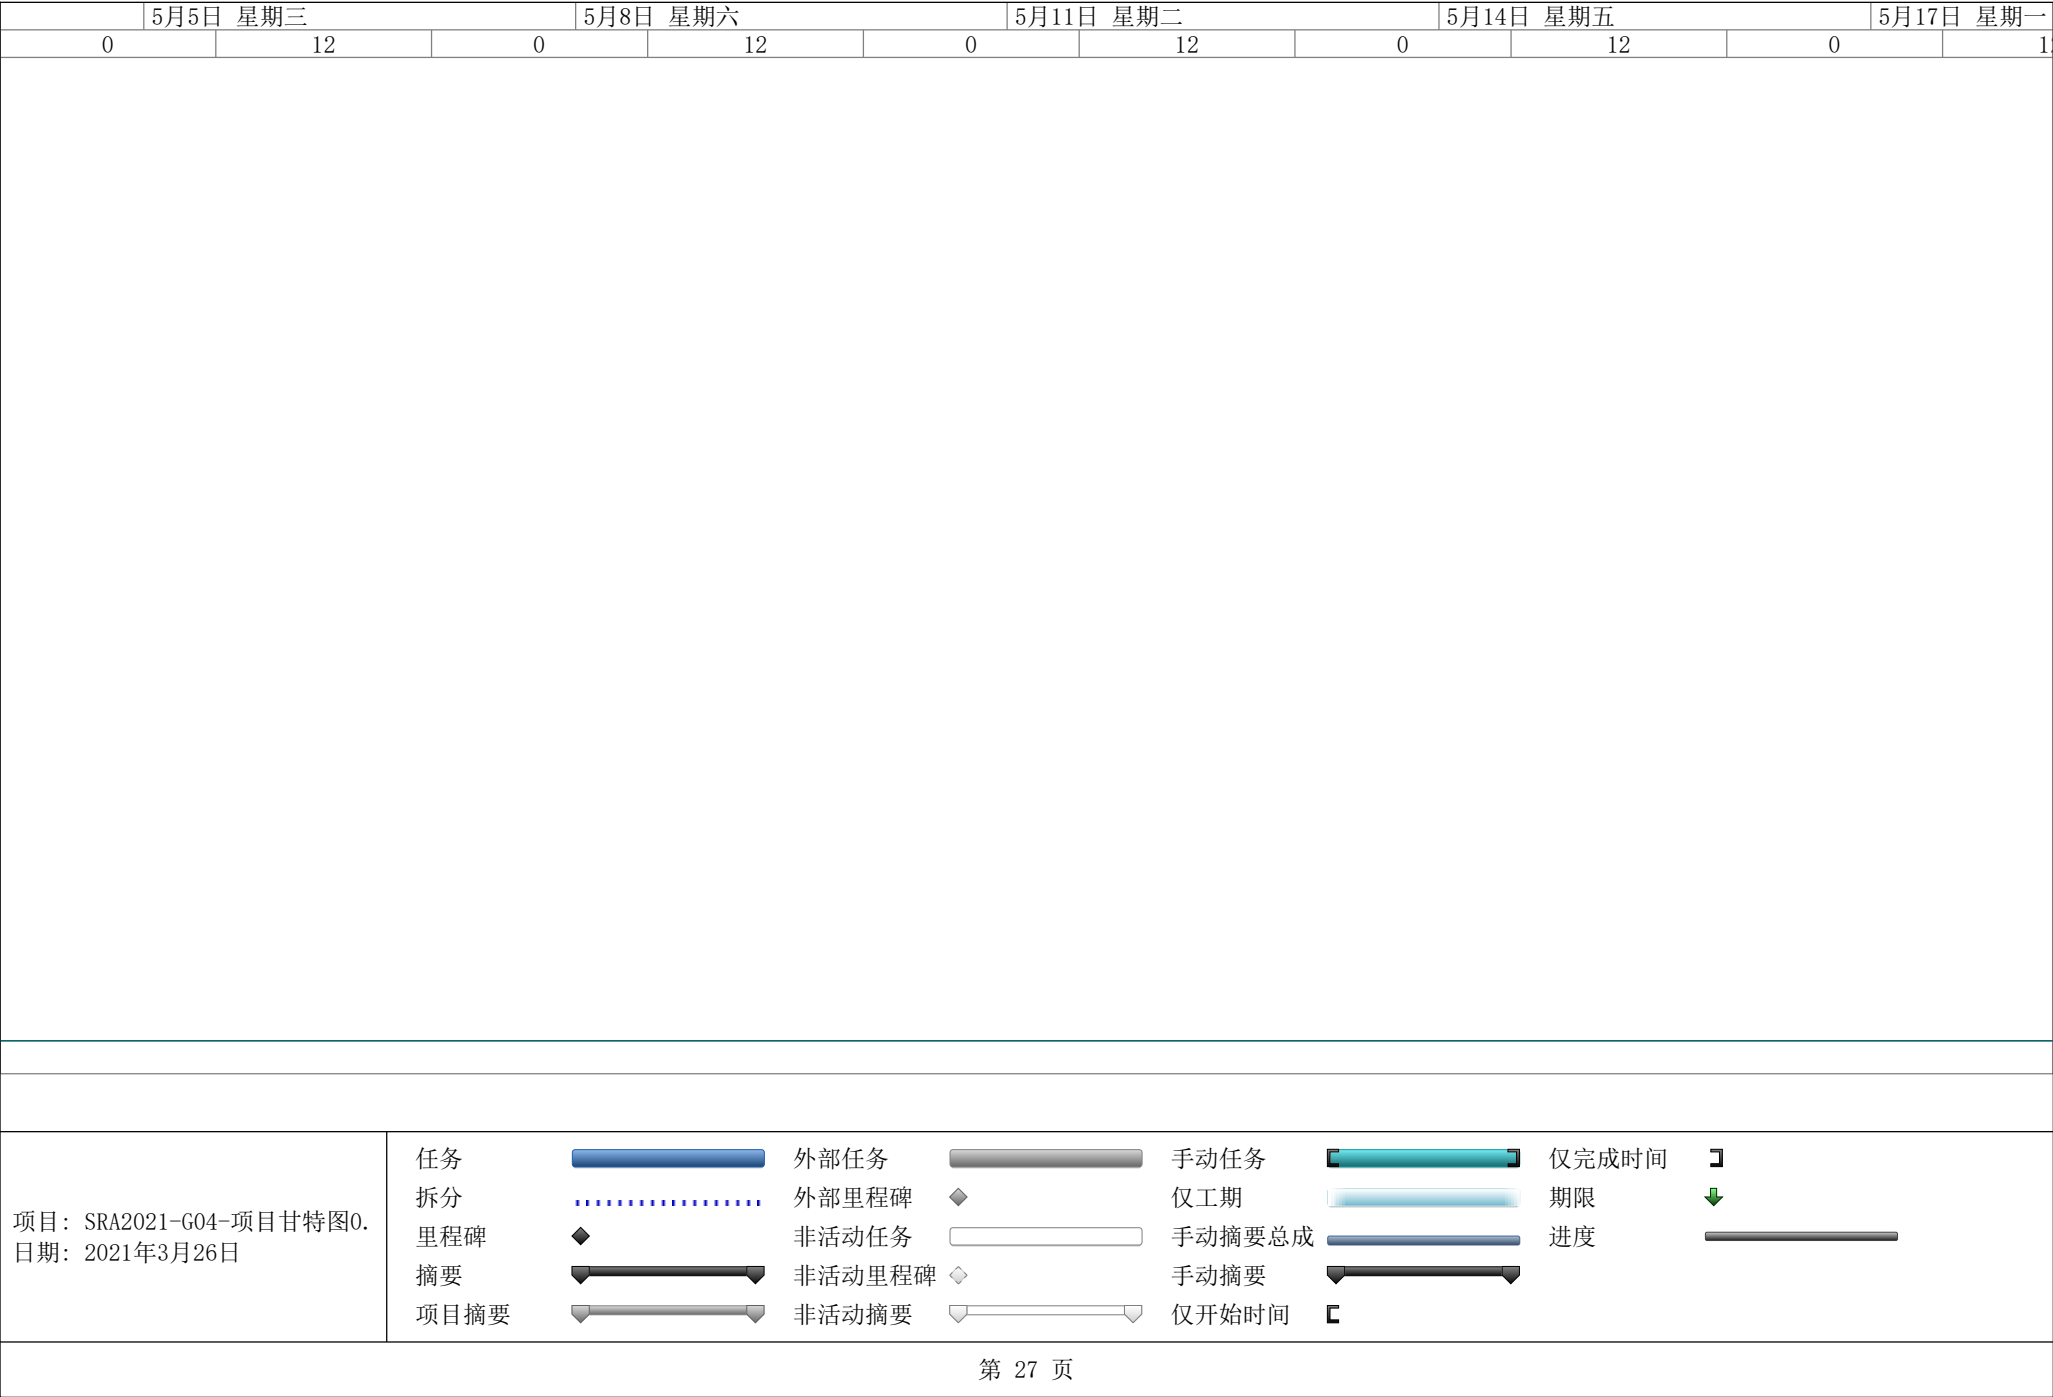 5月5日 星期三 5月8日 星期六 5月11日 星期二 5月14日 星期五 5月17日 星期一
0 12 0 12 0 12 0 12 0 1
任务 外部任务 手动任务 仅完成时间
拆分 外部里程碑 仅工期 期限
项目: SRA2021-G04-项目甘特图0.
里程碑 非活动任务 手动摘要总成 进度
日期: 2021年3月26日
摘要 非活动里程碑 手动摘要
项目摘要 非活动摘要 仅开始时间
第 27 页